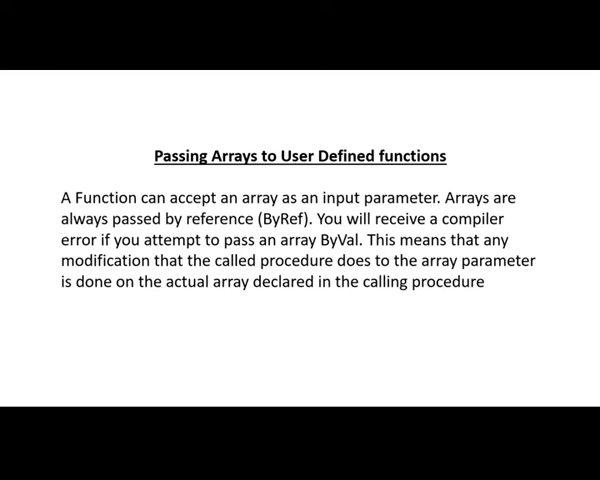 Passing Arrays to User Defined functions
A Function can accept an array as an input parameter. Arrays are
always passed by reference (ByRef). You will receive a compiler
error if you attempt to pass an array ByVal. This means that any
modification that the called procedure does to the array parameter
is done on the actual array declared in the calling procedure